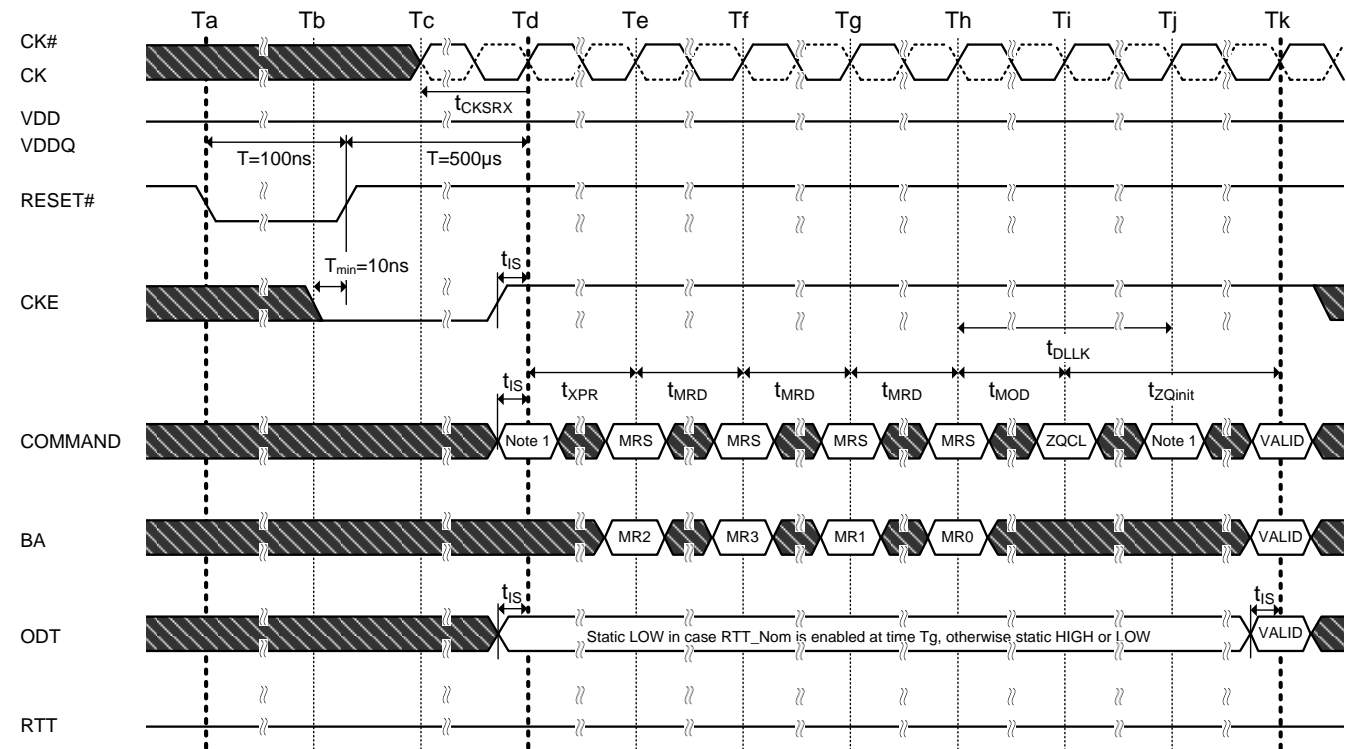 Ta Tb Tc Td Te Tf Tg Th Ti Tj Tk
CK#
CK
tCKSRX
VDD
VDDQ
T=100ns T=500µs
RESET#
Tmin=10ns tIS
CKE
tDLLK
tIS tXPR tMRD tMRD tMRD tMOD tZQinit
COMMAND Note 1 MRS MRS MRS MRS ZQCL Note 1 VALID
BA MR2 MR3 MR1 MR0 VALID
tIS tIS
ODT Static LOW in case RTT_Nom is enabled at time Tg, otherwise static HIGH or LOW VALID
RTT